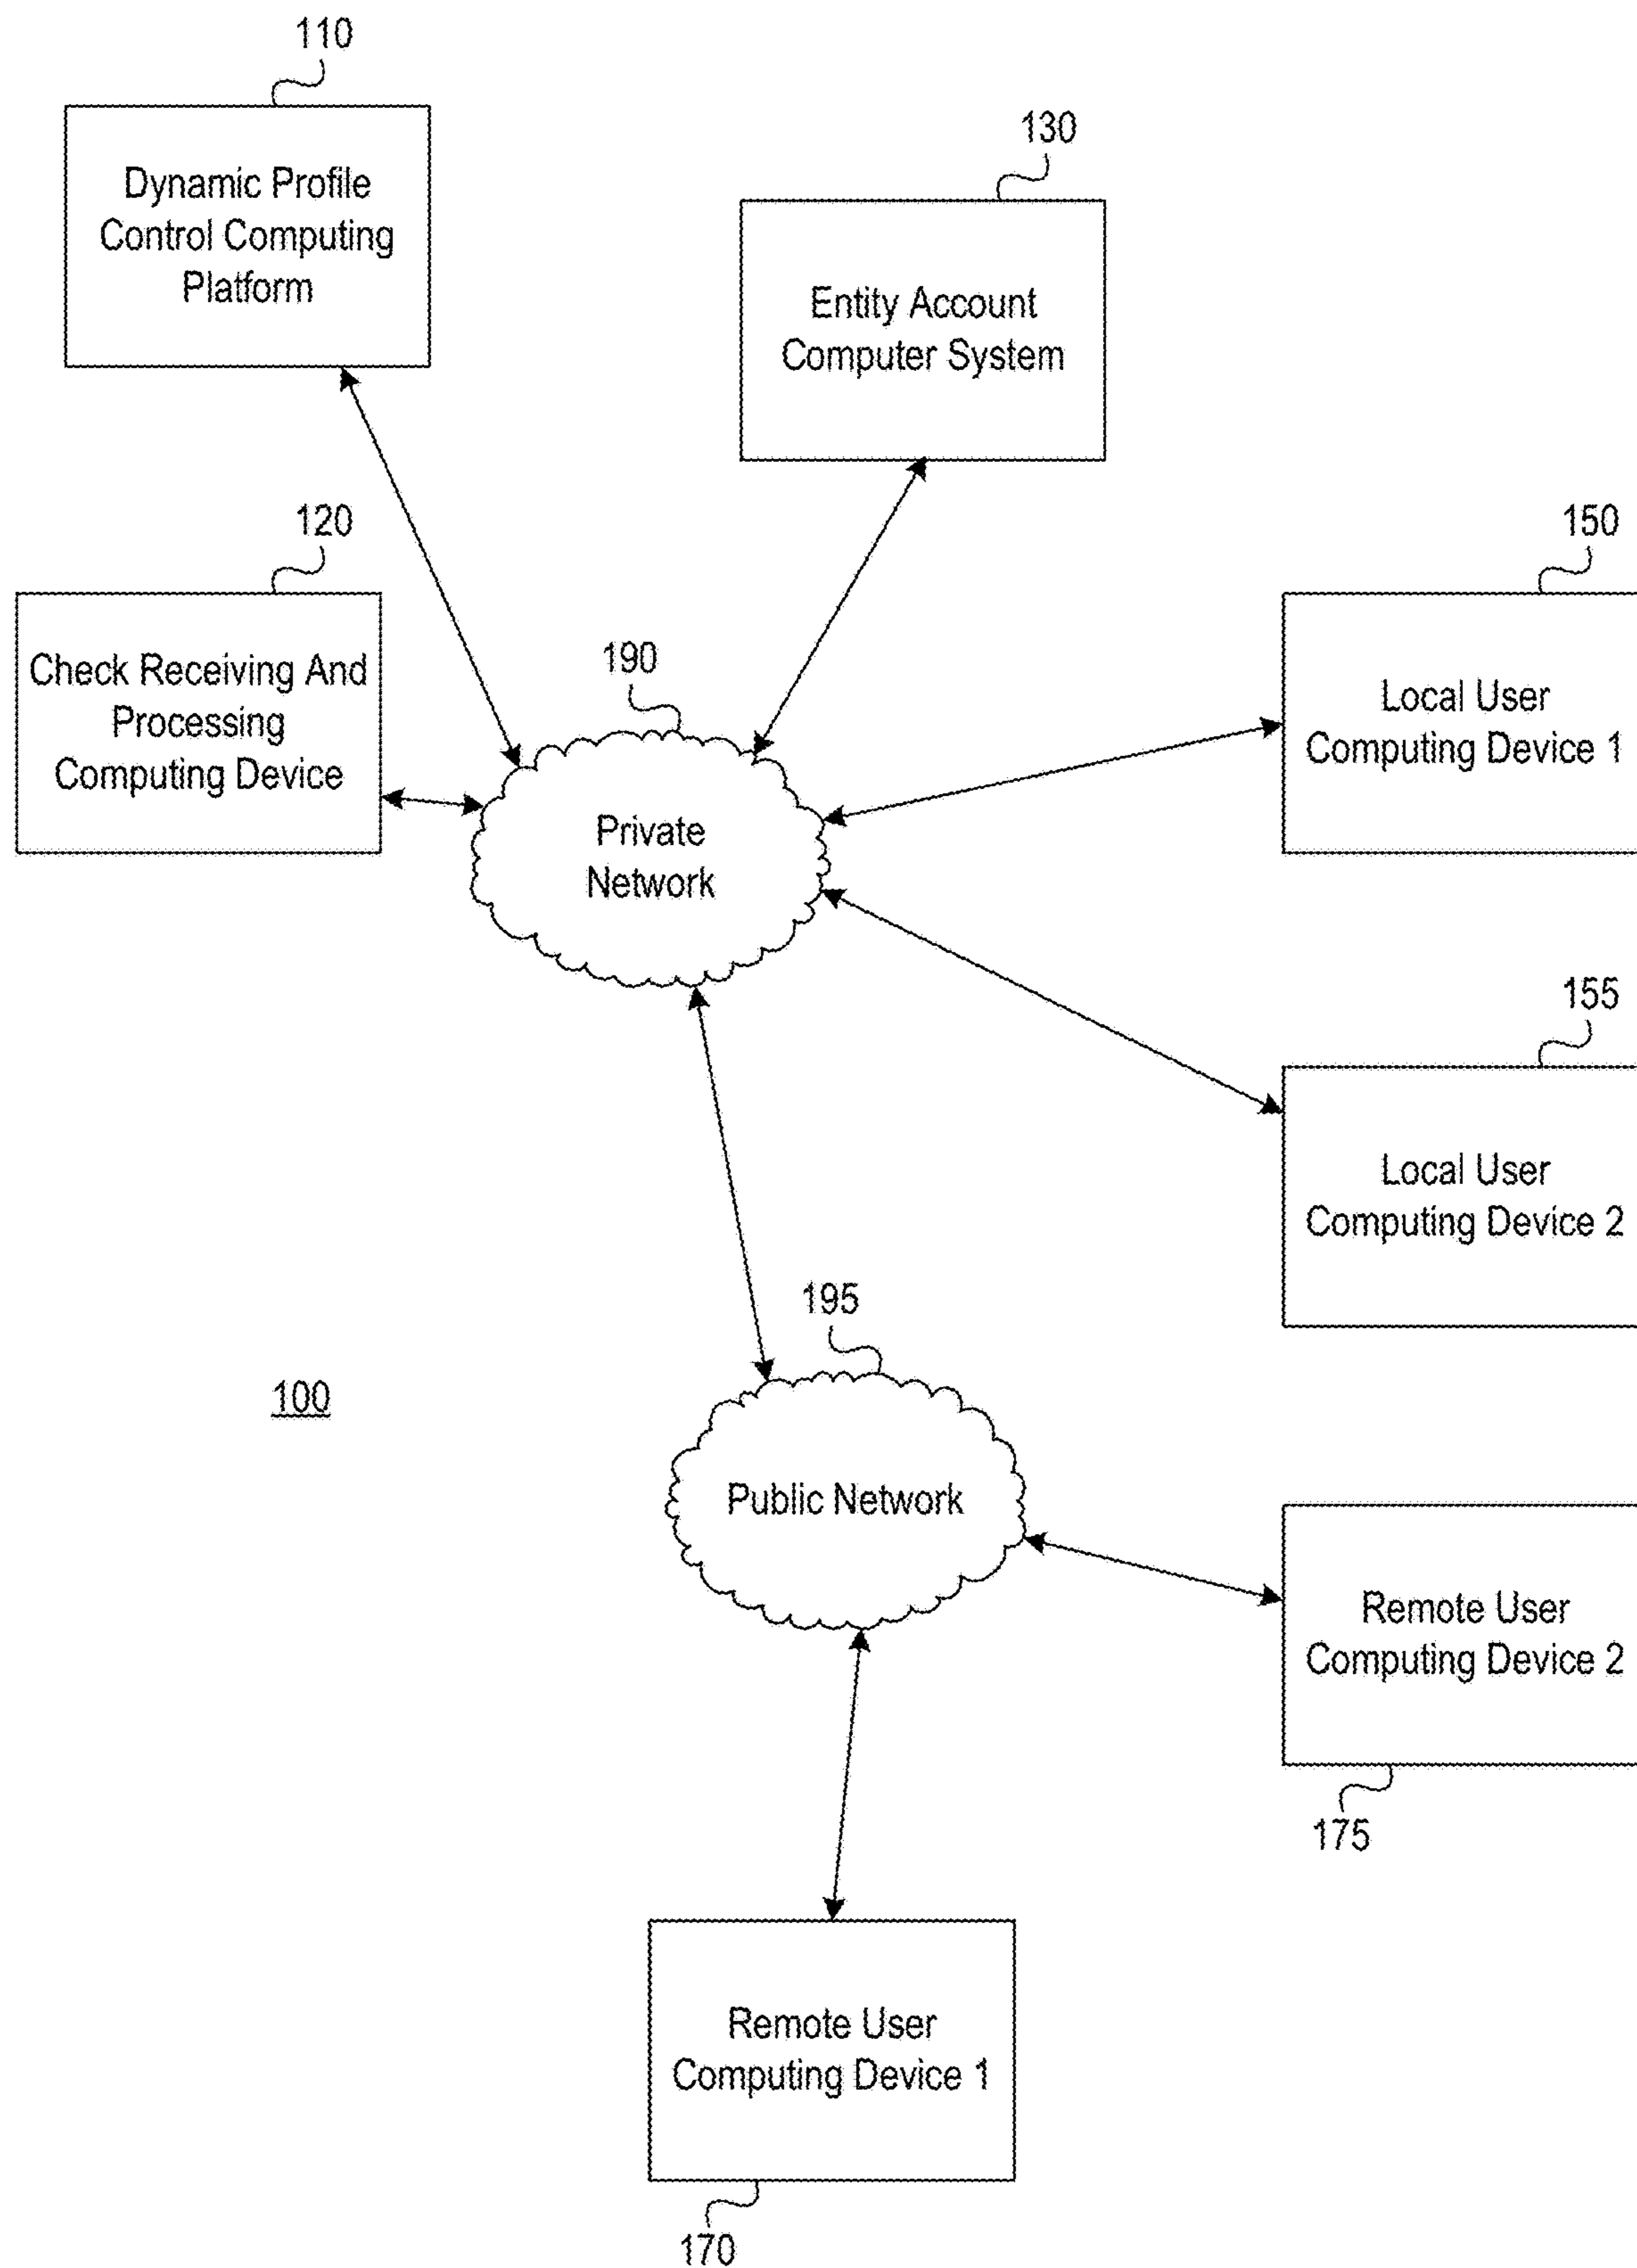 110
Dynamic Profile
Control Computing
Platform
130
Entity Account
Computer System
120
Check Receiving And
Processing
Computing Device
190
Private
Network
150
Local User
Computing Device 1
155
Local User
Computing Device 2
195
100
Public Network
Remote User
Computing Device 2
175
Remote User
Computing Device 1
170